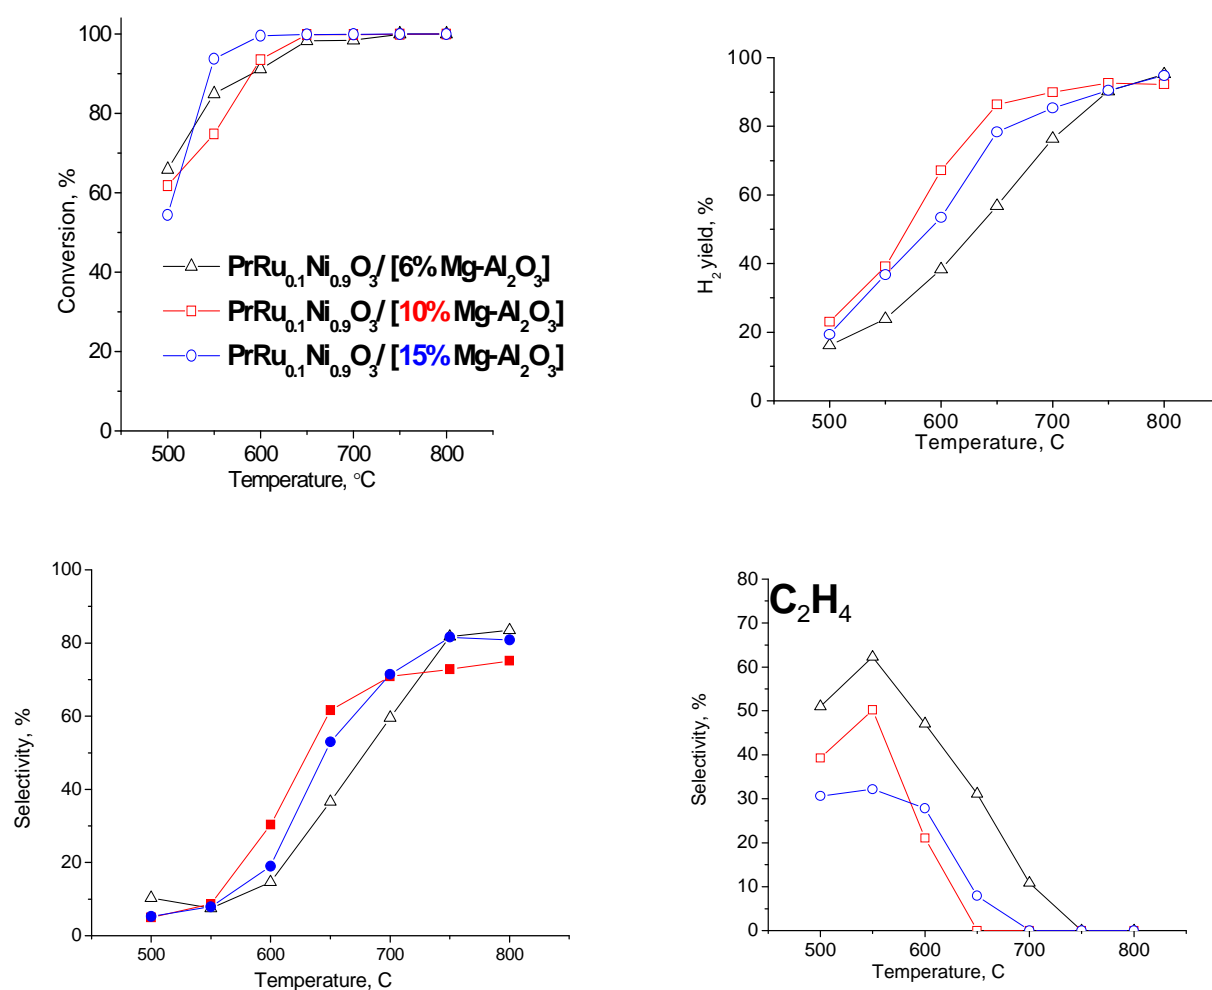 100
80
60
40
20
0
Conversion, %
PrRu0.1Ni0.9O3/ [6% Mg-Al2O3]
PrRu0.1Ni0.9O3/ [10% Mg-Al2O3]
PrRu0.1Ni0.9O3/ [15% Mg-Al2O3]
500 600 700 800
Temperature, °C
100
80
60
40
20
0
H2 yield, %
500 600 700 800
Temperature, C
100
80
60
40
20
0
Selectivity, %
500 600 700 800
Temperature, C
C2H4
80
70
60
50
40
30
20
10
0
Selectivity, %
500 600 700 800
Temperature, C